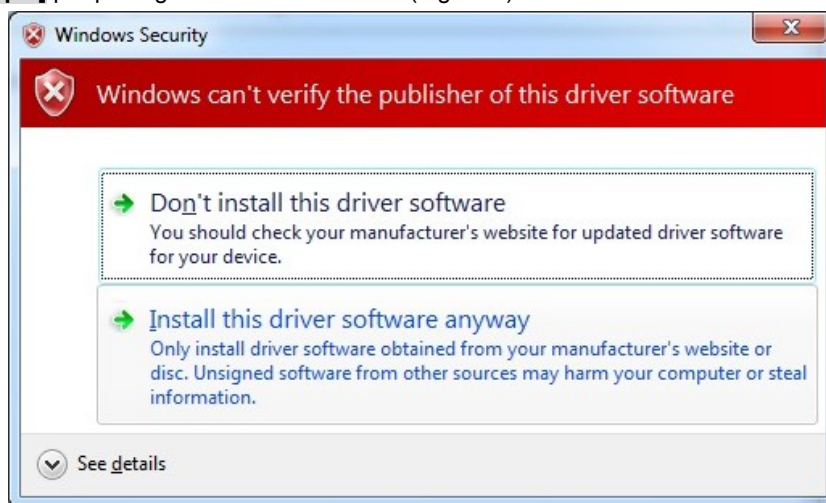 Windows Security
Windows can't verify the publisher of this driver software
Don't install this driver software
You should check your manufacturer's website for updated driver software
for your device.
Install this driver software anyway
Only install driver software obtained from your manufacturer's website or
disc. Unsigned software from other sources may harm your computer or steal
information.
See details